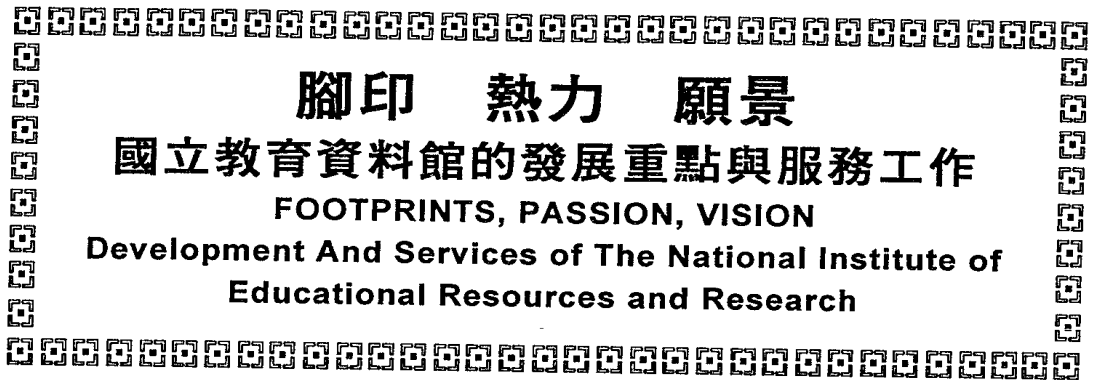 腳印　熱力　願景
國立教育資料館的發展重點與服務工作
FOOTPRINTS, PASSION, VISION
Development And Services of The National Institute of
Educational Resources and Research